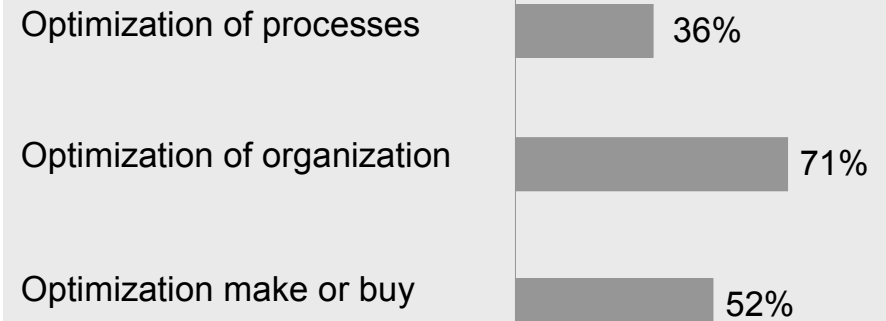 Optimization of processes 36%
Optimization of organization 71%
Optimization make or buy 52%